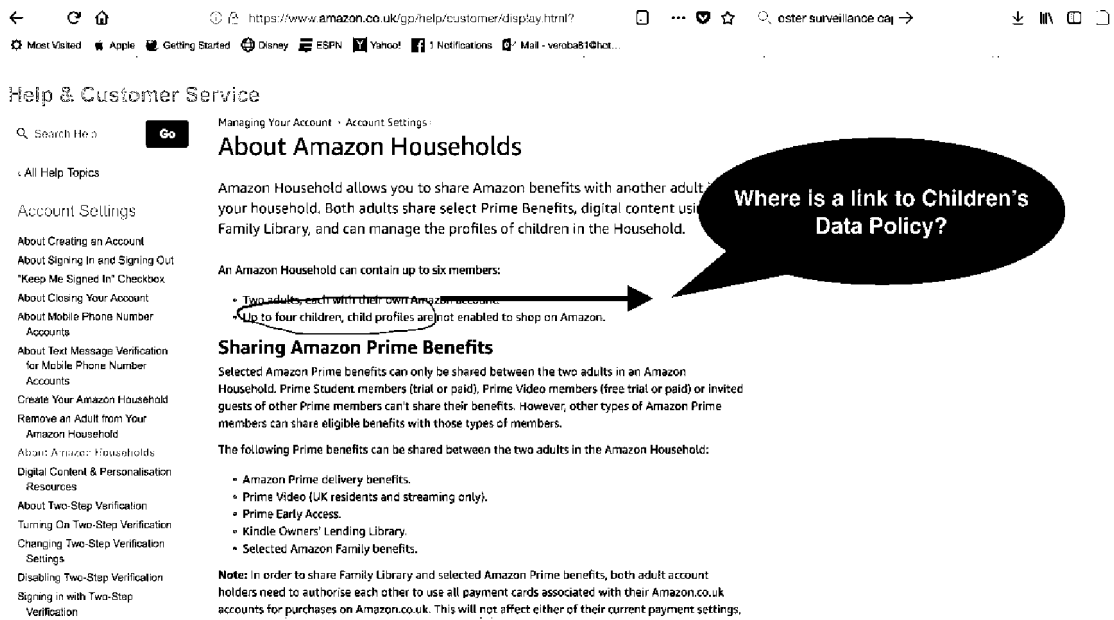 https://www.amazon.co.uk/gp/help/customer/display.html?
oster surveillance cap
Most Visited Apple Getting Started Disney ESPN Yahoo! 1 Notifications Mail - veroba81@hot...
Help & Customer Service
Search Help
Go
‹ All Help Topics
Account Settings
About Creating an Account
About Signing In and Signing Out
"Keep Me Signed In" Checkbox
About Closing Your Account
About Mobile Phone Number
Accounts
About Text Message Verification
for Mobile Phone Number
Accounts
Create Your Amazon Household
Remove an Adult from Your
Amazon Household
About Amazon Households
Digital Content & Personalisation
Resources
About Two-Step Verification
Turning On Two-Step Verification
Changing Two-Step Verification
Settings
Disabling Two-Step Verification
Signing in with Two-Step
Verification
Managing Your Account › Account Settings ›
About Amazon Households
Amazon Household allows you to share Amazon benefits with another adult
your household. Both adults share select Prime Benefits, digital content
Family Library, and can manage the profiles of children in the Household.
An Amazon Household can contain up to six members:
• Two adults, each with their own Amazon account.
• Up to four children, child profiles are not enabled to shop on Amazon.
Sharing Amazon Prime Benefits
Selected Amazon Prime benefits can only be shared between the two adults in an Amazon
Household. Prime Student members (trial or paid), Prime Video members (free trial or paid) or invited
guests of other Prime members can't share their benefits. However, other types of Amazon Prime
members can share eligible benefits with those types of members.
The following Prime benefits can be shared between the two adults in the Amazon Household:
• Amazon Prime delivery benefits.
• Prime Video (UK residents and streaming only).
• Prime Early Access.
• Kindle Owners' Lending Library.
• Selected Amazon Family benefits.
Note: In order to share Family Library and selected Amazon Prime benefits, both adult account
holders need to authorise each other to use all payment cards associated with their Amazon.co.uk
accounts for purchases on Amazon.co.uk. This will not affect either of their current payment settings,
Where is a link to Children's
Data Policy?